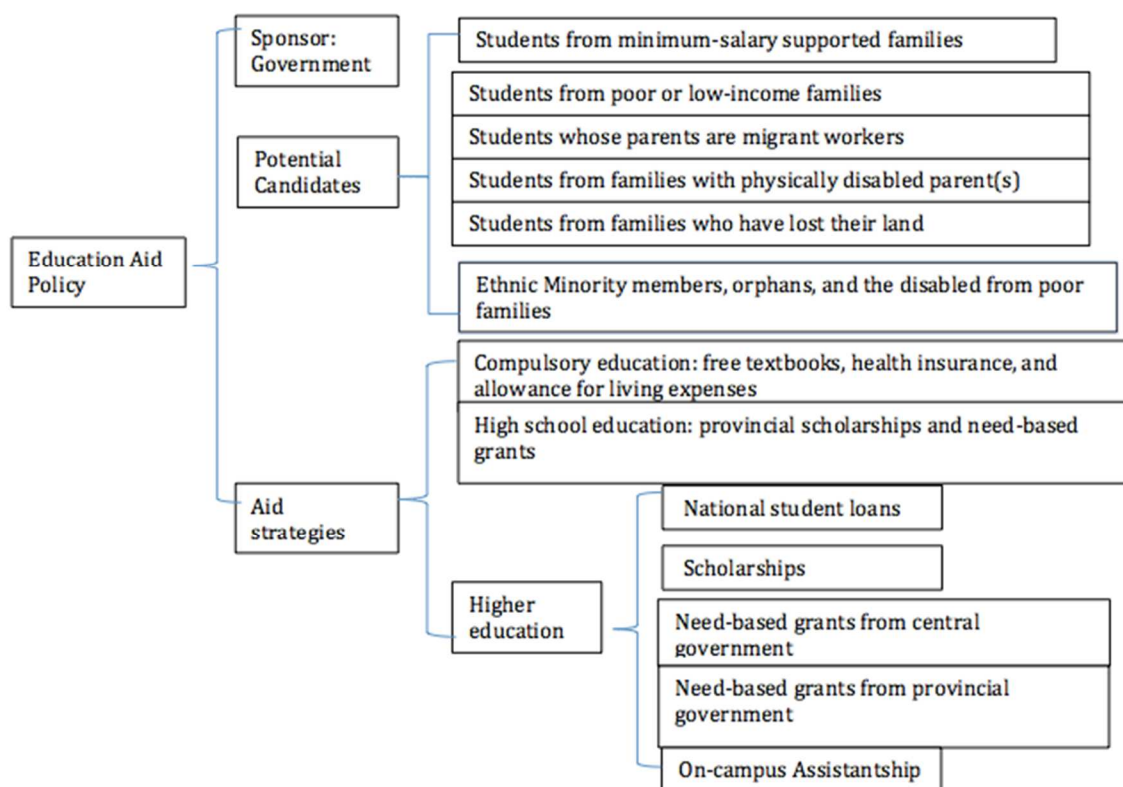 Education Aid
Policy
Sponsor:
Government
Potential
Candidates
Students from minimum-salary supported families
Students from poor or low-income families
Students whose parents are migrant workers
Students from families with physically disabled parent(s)
Students from families who have lost their land
Ethnic Minority members, orphans, and the disabled from poor
families
Aid
strategies
Compulsory education: free textbooks, health insurance, and
allowance for living expenses
High school education: provincial scholarships and need-based
grants
Higher
education
National student loans
Scholarships
Need-based grants from central
government
Need-based grants from provincial
government
On-campus Assistantship